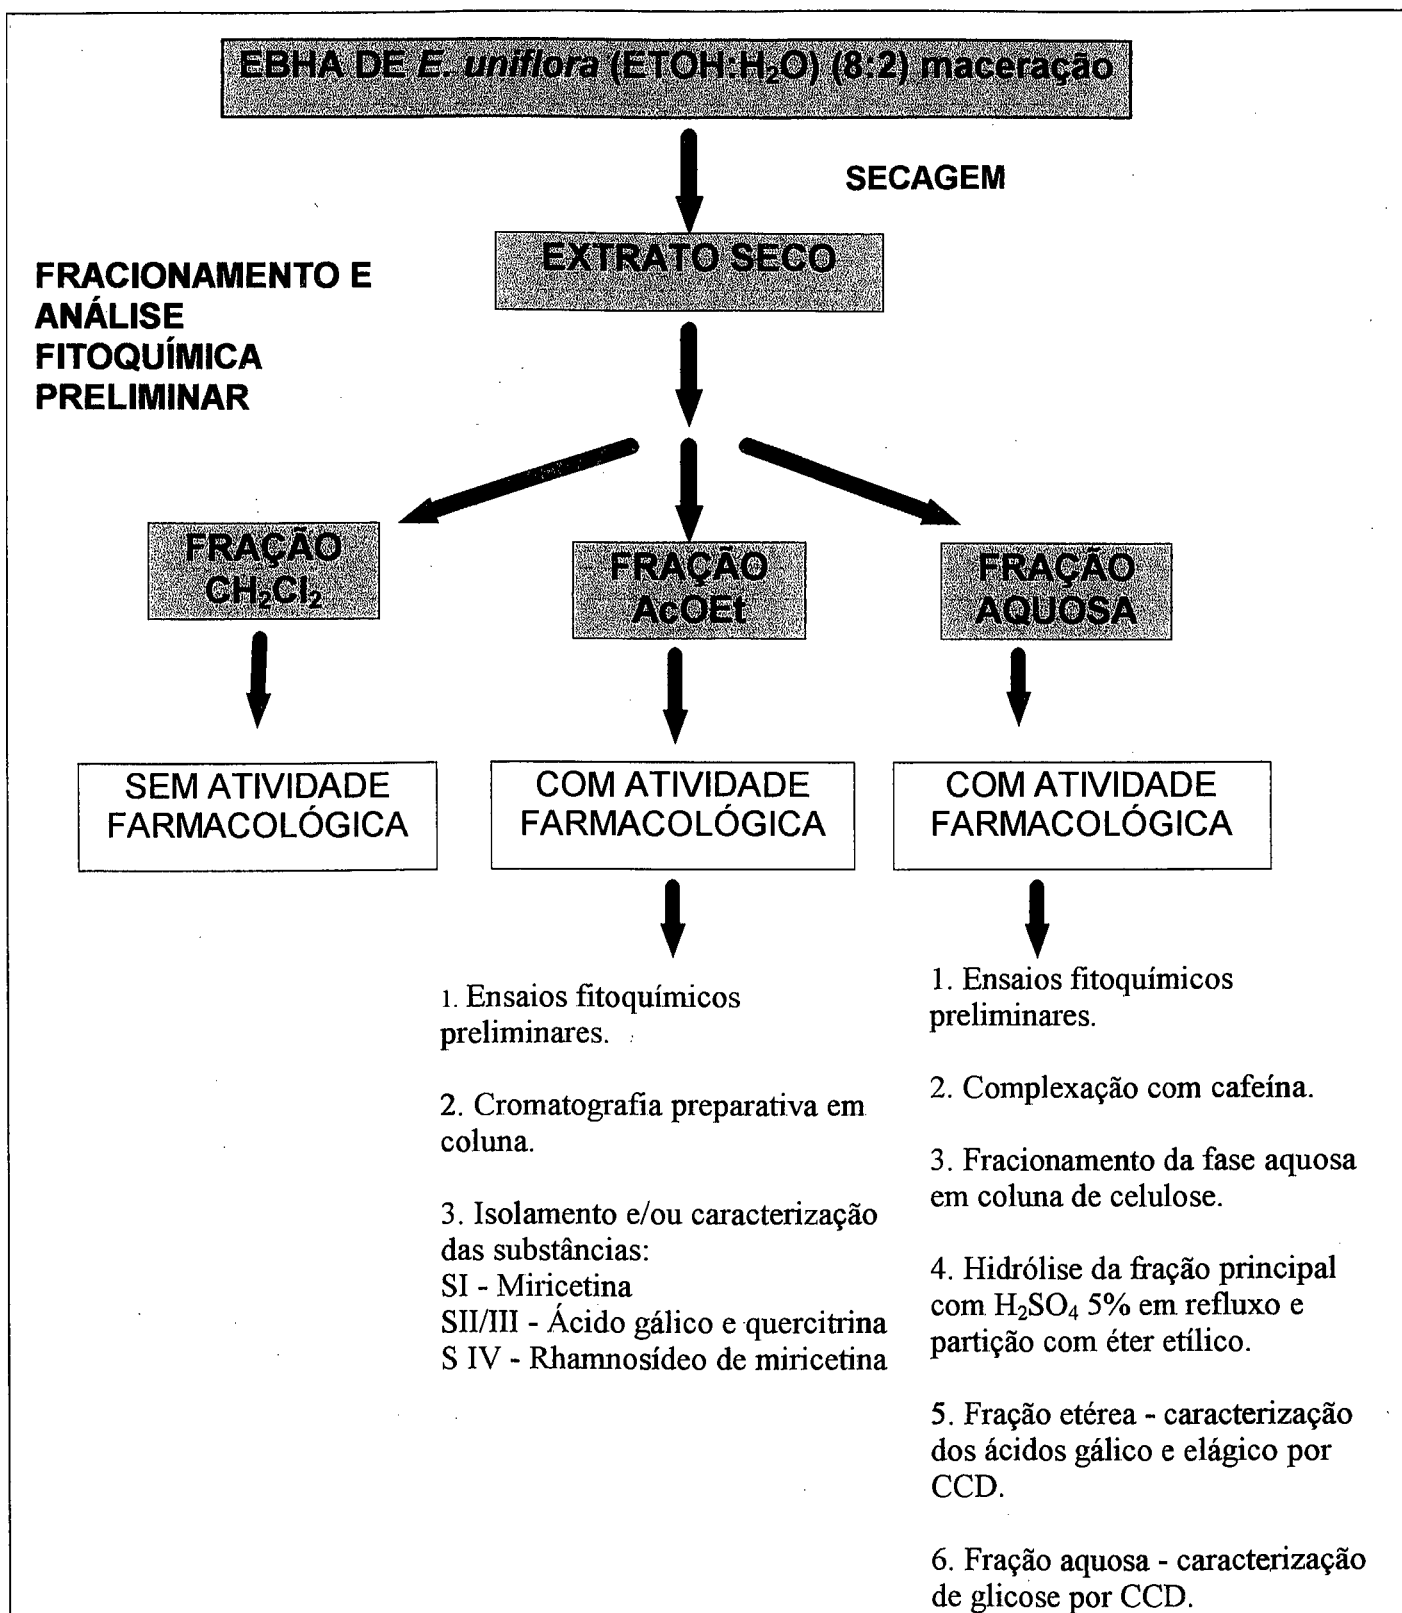 EBHA DE E. uniflora (ETOH:H₂O) (8:2) maceração
SECAGEM
EXTRATO SECO
FRACIONAMENTO E
ANÁLISE
FITOQUÍMICA
PRELIMINAR
FRAÇÃO
CH₂Cl₂
FRAÇÃO
AcOEt
FRAÇÃO
AQUOSA
SEM ATIVIDADE
FARMACOLÓGICA
COM ATIVIDADE
FARMACOLÓGICA
COM ATIVIDADE
FARMACOLÓGICA
1. Ensaios fitoquímicos
preliminares.
2. Cromatografia preparativa em
coluna.
3. Isolamento e/ou caracterização
das substâncias:
SI - Miricetina
SII/III - Ácido gálico e quercitrina
S IV - Rhamnosídeo de miricetina
1. Ensaios fitoquímicos
preliminares.
2. Complexação com cafeína.
3. Fracionamento da fase aquosa
em coluna de celulose.
4. Hidrólise da fração principal
com H₂SO₄ 5% em refluxo e
partição com éter etílico.
5. Fração etérea - caracterização
dos ácidos gálico e elágico por
CCD.
6. Fração aquosa - caracterização
de glicose por CCD.